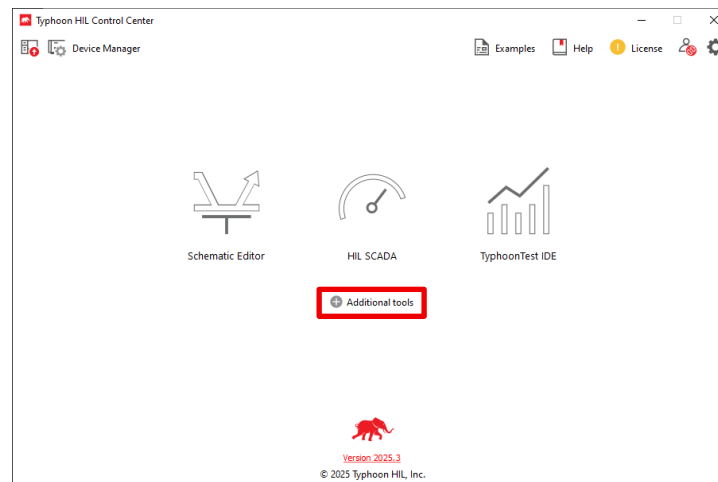 Typhoon HIL Control Center
Device Manager
Examples
Help
License
Schematic Editor
HIL SCADA
TyphoonTest IDE
Additional tools
Version 2025.3
© 2025 Typhoon HIL, Inc.